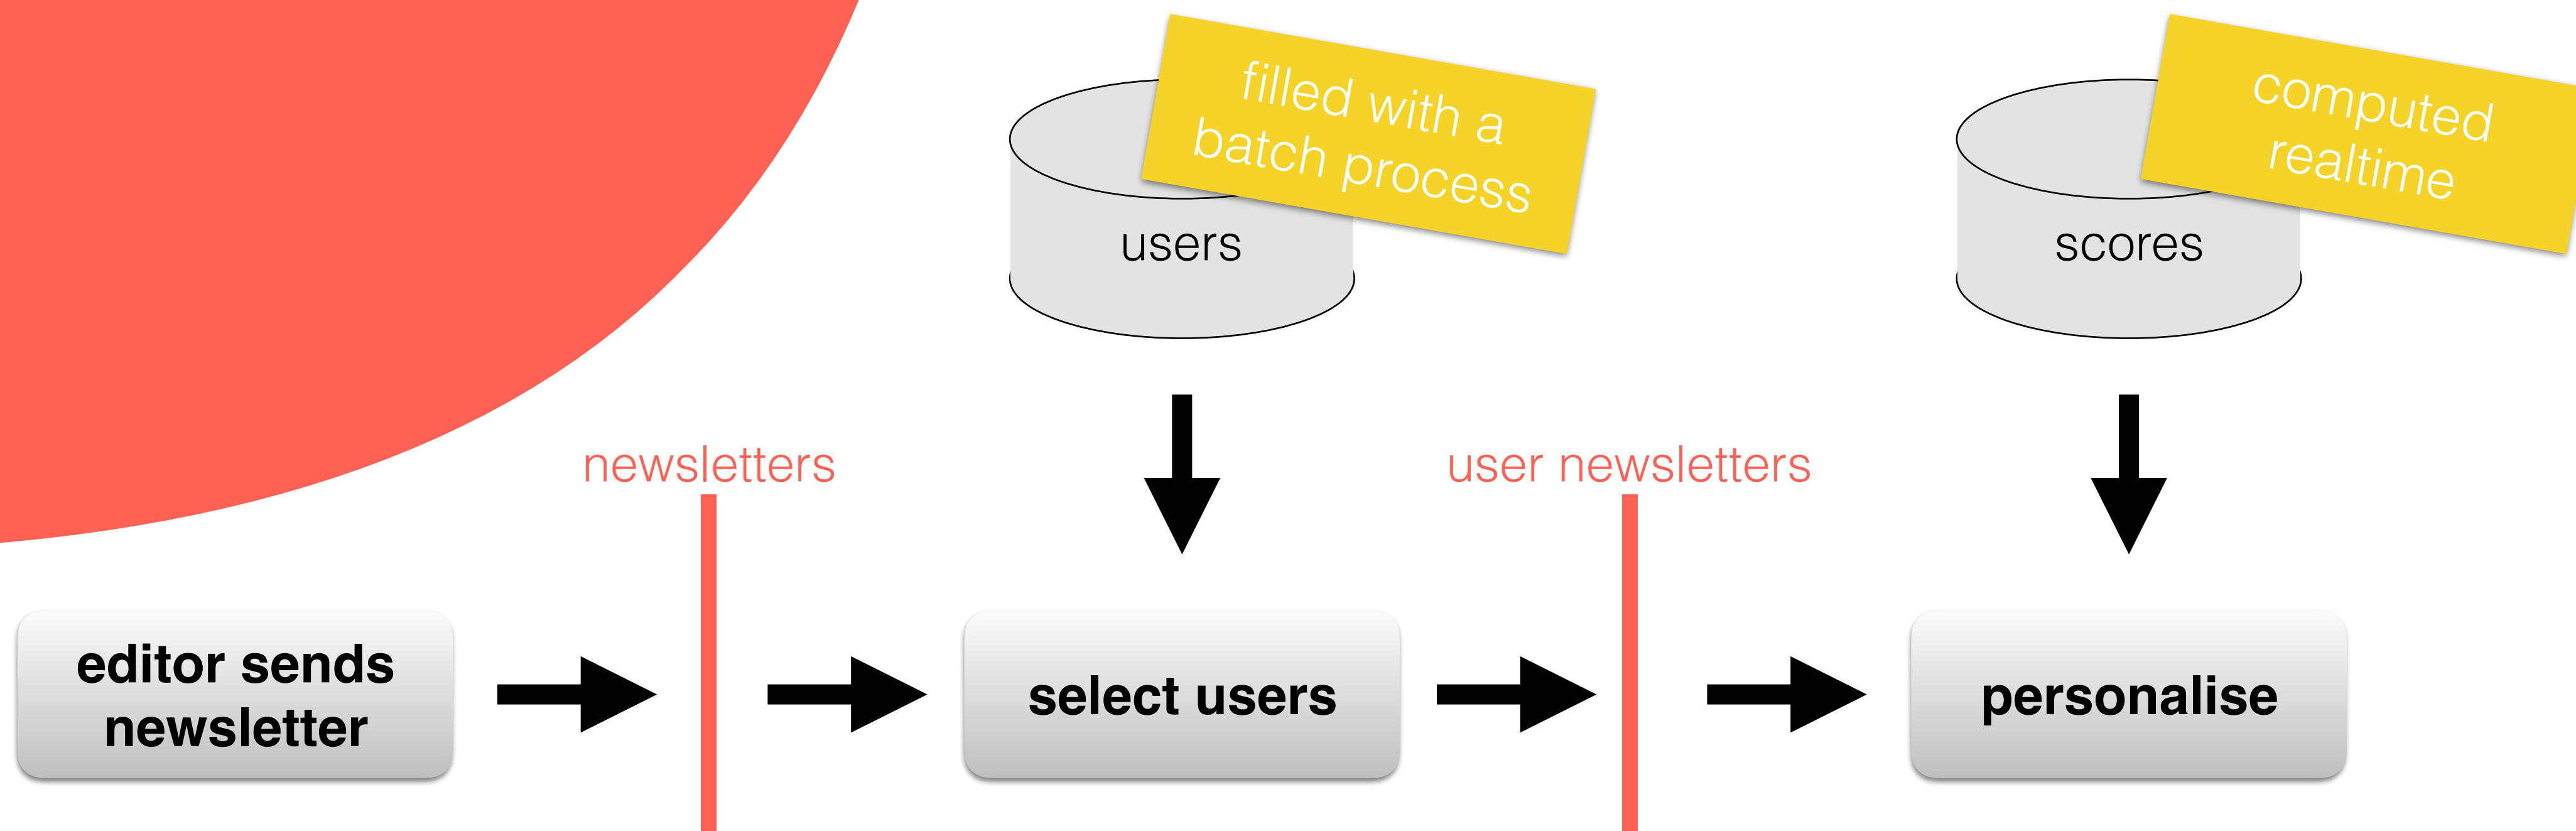 filled with a
batch process
users
computed
realtime
scores
newsletters
user newsletters
editor sends
newsletter
select users
personalise